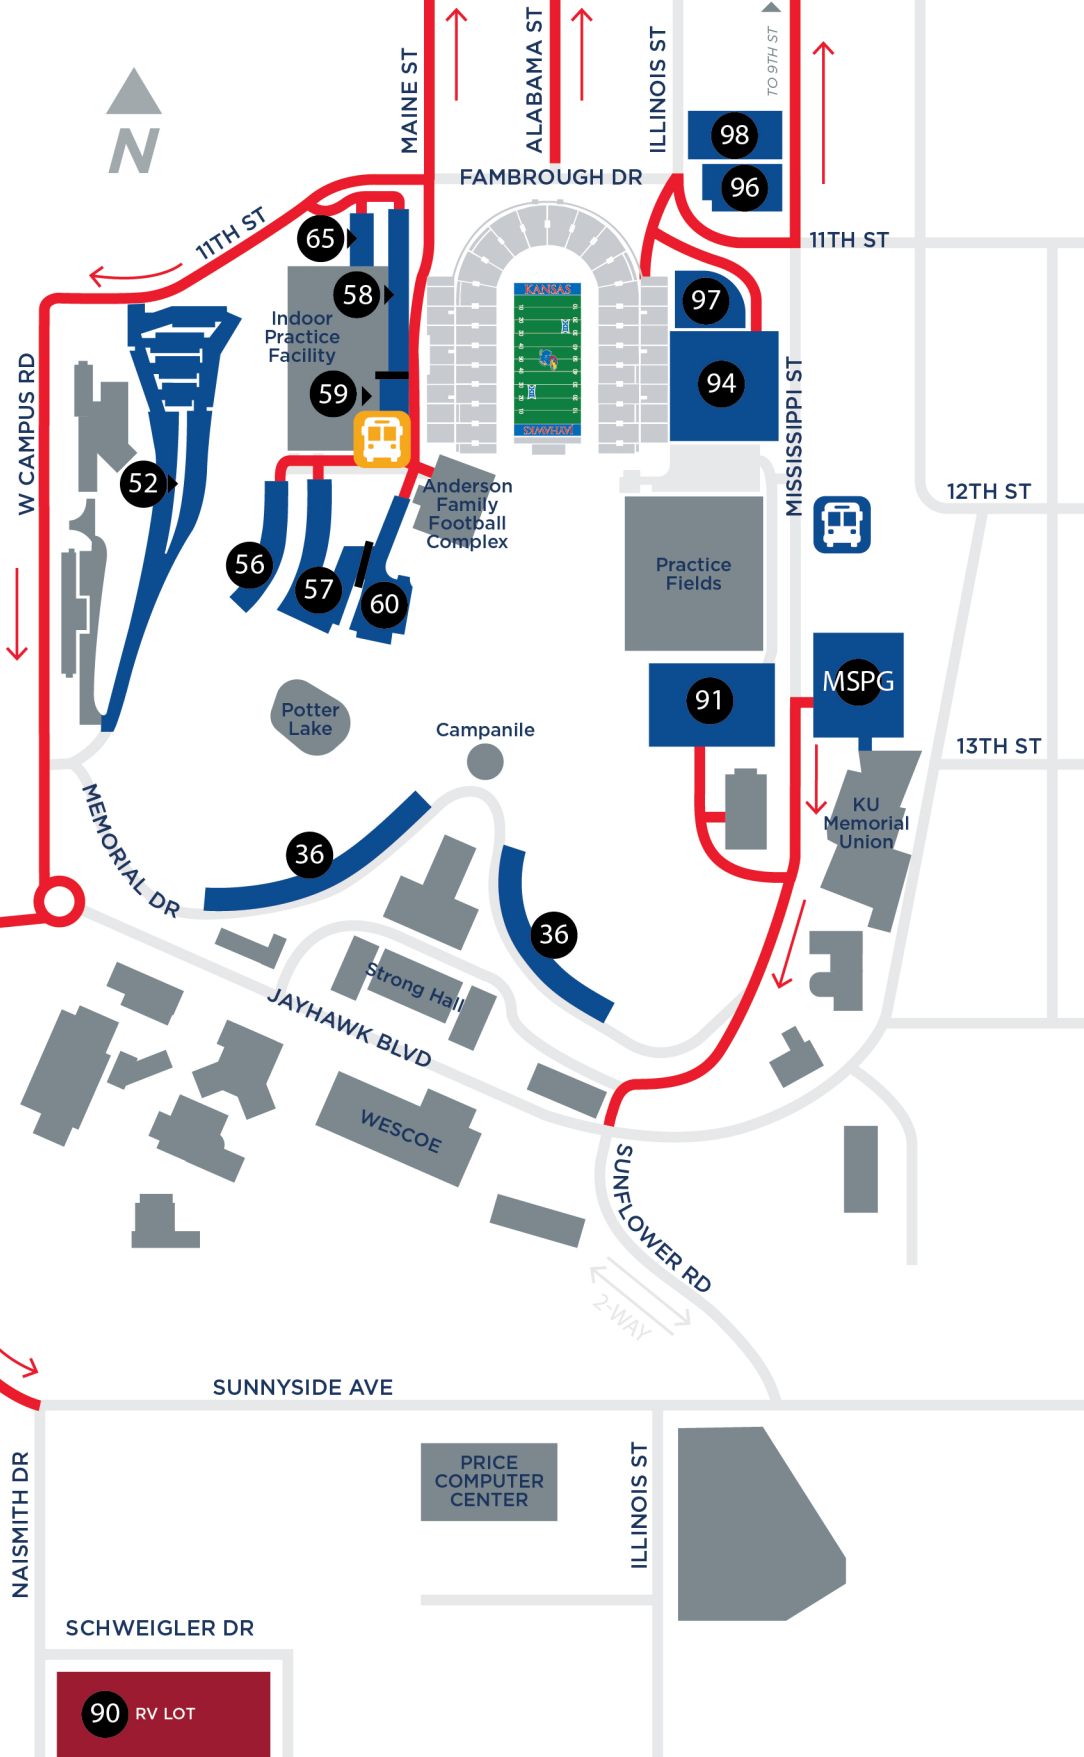 MAINE ST
ALABAMA ST
ILLINOIS ST
TO 9TH ST
N
98
96
FAMBROUGH DR
11TH ST
11TH ST
65
58
97
KANSAS
Indoor
Practice
Facility
94
59
JAYHAWKS
W CAMPUS RD
MISSISSIPPI ST
52
Anderson
Family
Football
Complex
12TH ST
56
57
60
Practice
Fields
MSPG
91
Potter
Lake
Campanile
13TH ST
KU
Memorial
Union
MEMORIAL DR
36
36
Strong Hall
JAYHAWK BLVD
WESCOE
SUNFLOWER RD
2-WAY
SUNNYSIDE AVE
NAISMITH DR
PRICE
COMPUTER
CENTER
ILLINOIS ST
SCHWEIGLER DR
90 RV LOT